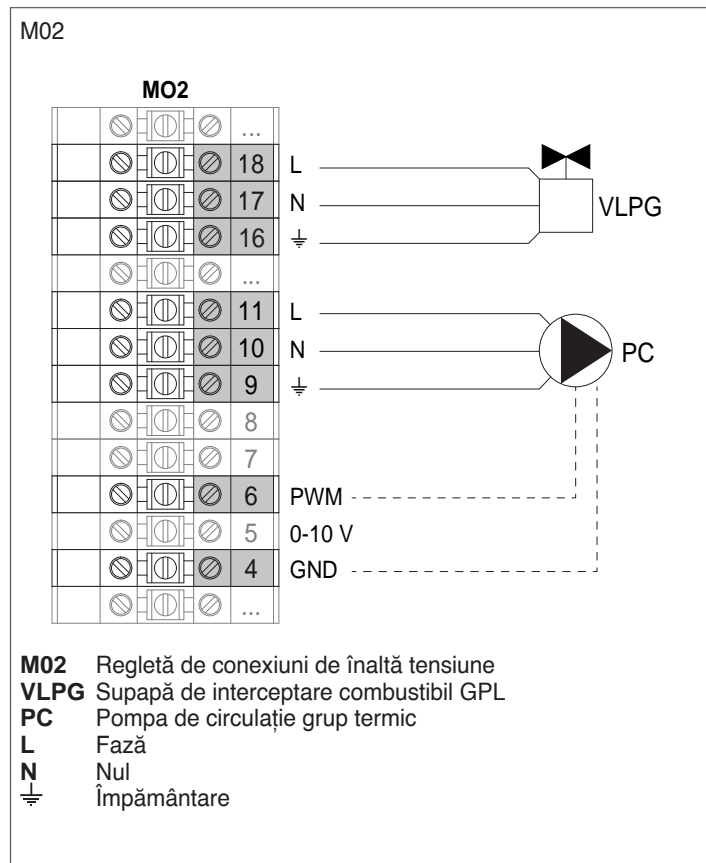 M02
MO2
...
18 L
17 N VLPG
16 ⏚
...
11 L
10 N PC
9 ⏚
8
7
6 PWM
5 0-10 V
4 GND
...
M02 Regletă de conexiuni de înaltă tensiune
VLPG Supapă de interceptare combustibil GPL
PC Pompa de circulație grup termic
L Fază
N Nul
⏚ Împământare